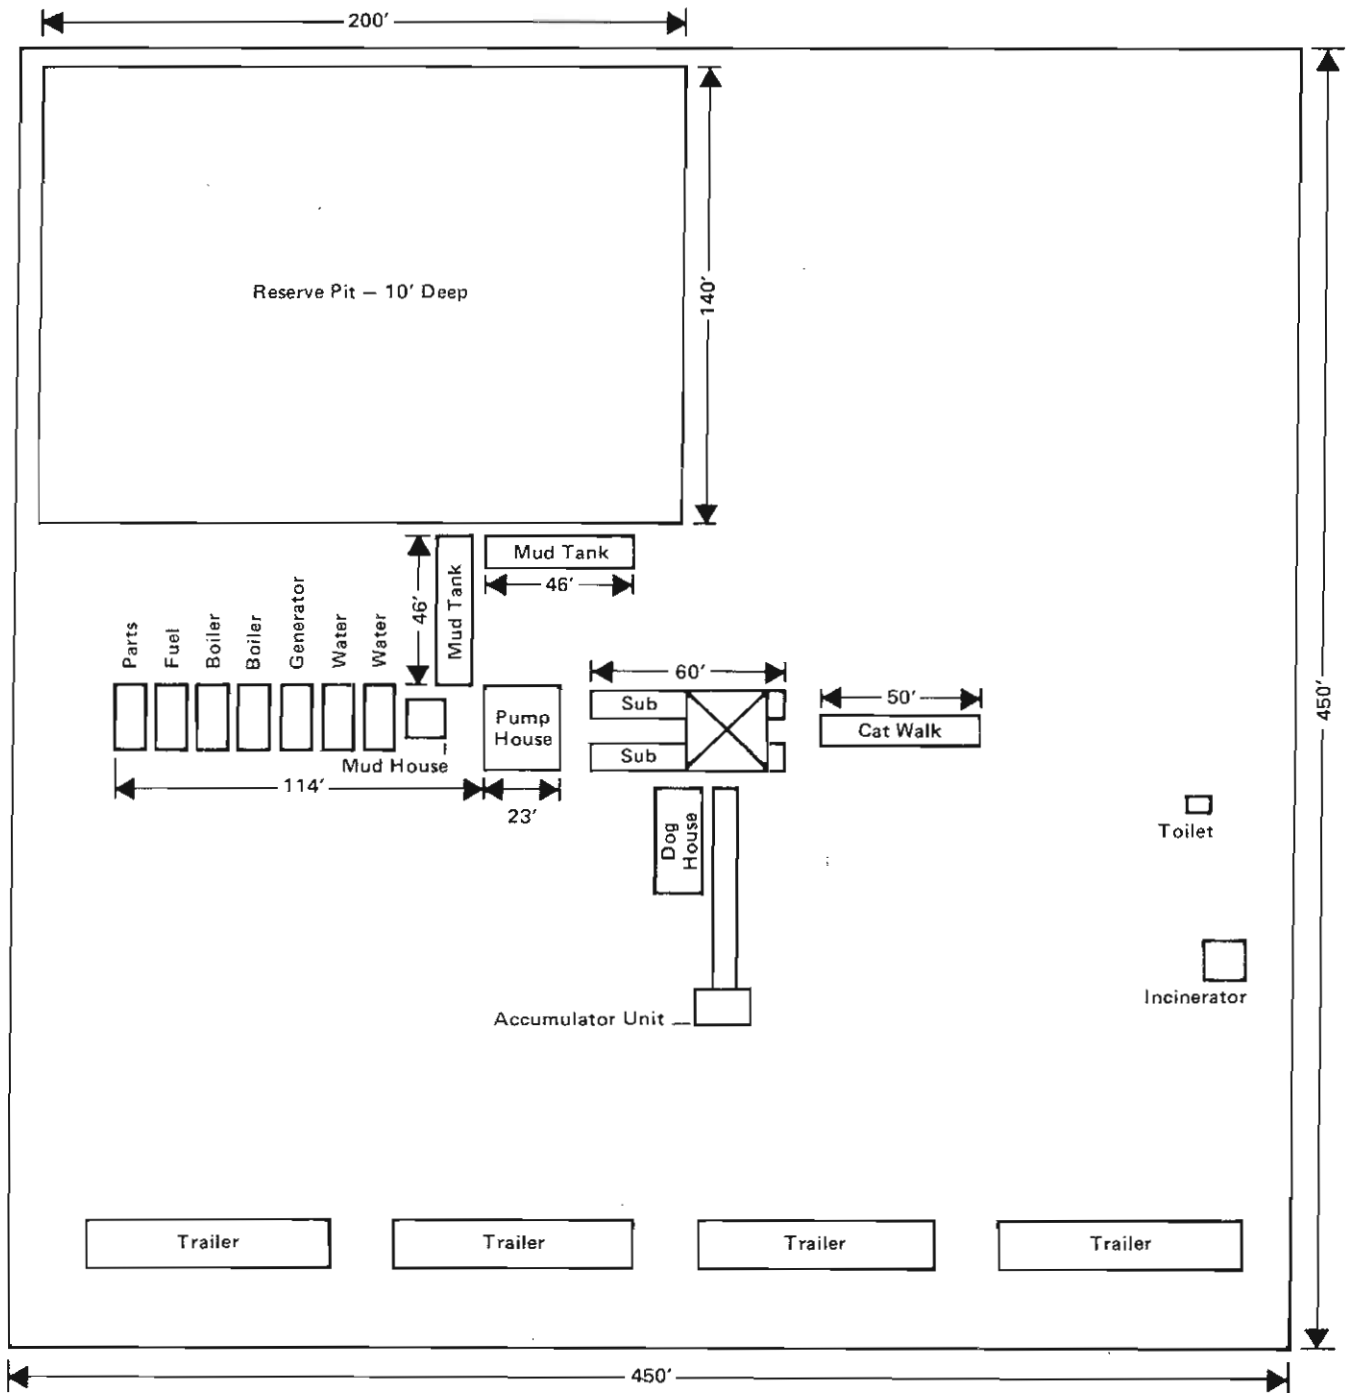 200′
Reserve Pit — 10′ Deep
140′
Mud Tank
46′
46′
Mud Tank
Parts
Fuel
Boiler
Boiler
Generator
Water
Water
60′
Sub
Sub
Pump
House
50′
Cat Walk
450′
Mud House
114′
23′
Dog
House
Toilet
Incinerator
Accumulator Unit
Trailer
Trailer
Trailer
Trailer
450′